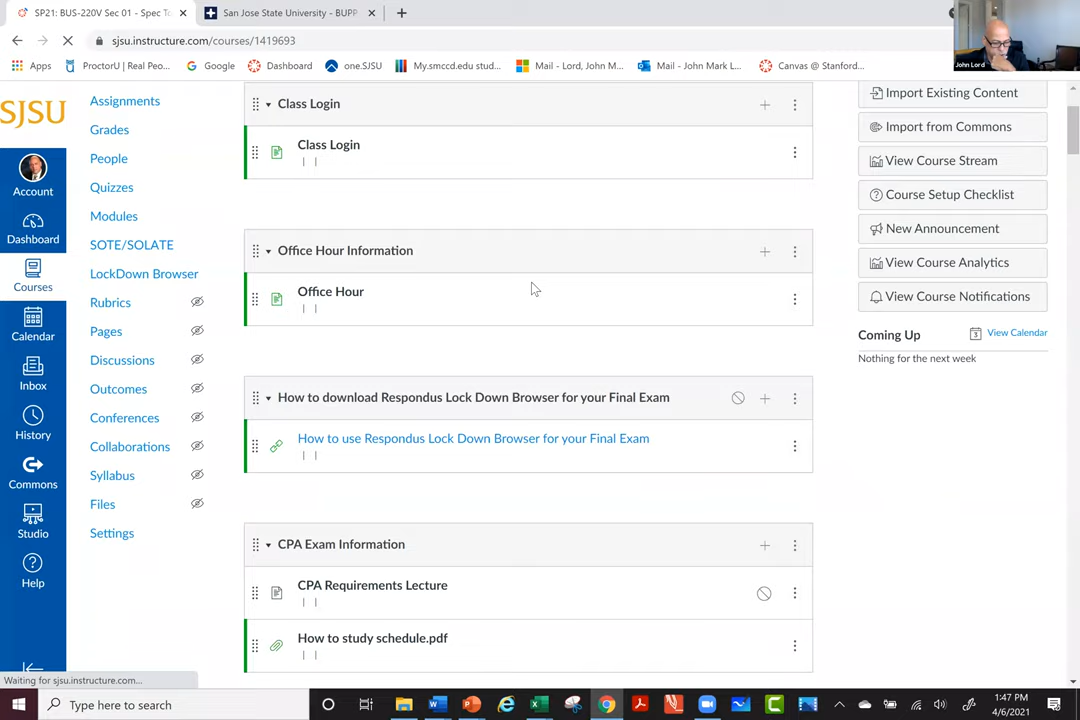 SP21: BUS-220V Sec 01 - Spec To
San Jose State University - BUPP
sjsu.instructure.com/courses/1419693
Apps
ProctorU | Real Peo...
Google
Dashboard
one.SJSU
My.smccd.edu stud...
Mail - Lord, John M...
Mail - John Mark L...
Canvas @ Stanford...
John Lord
SJSU
Account
Dashboard
Courses
Calendar
Inbox
History
Commons
Studio
Help
Assignments
Grades
People
Quizzes
Modules
SOTE/SOLATE
LockDown Browser
Rubrics
Pages
Discussions
Outcomes
Conferences
Collaborations
Syllabus
Files
Settings
Class Login
Class Login
| |
Office Hour Information
Office Hour
| |
How to download Respondus Lock Down Browser for your Final Exam
How to use Respondus Lock Down Browser for your Final Exam
| |
CPA Exam Information
CPA Requirements Lecture
| |
How to study schedule.pdf
| |
Import Existing Content
Import from Commons
View Course Stream
Course Setup Checklist
New Announcement
View Course Analytics
View Course Notifications
Coming Up
3
View Calendar
Nothing for the next week
Waiting for sjsu.instructure.com...
Type here to search
1:47 PM
4/6/2021